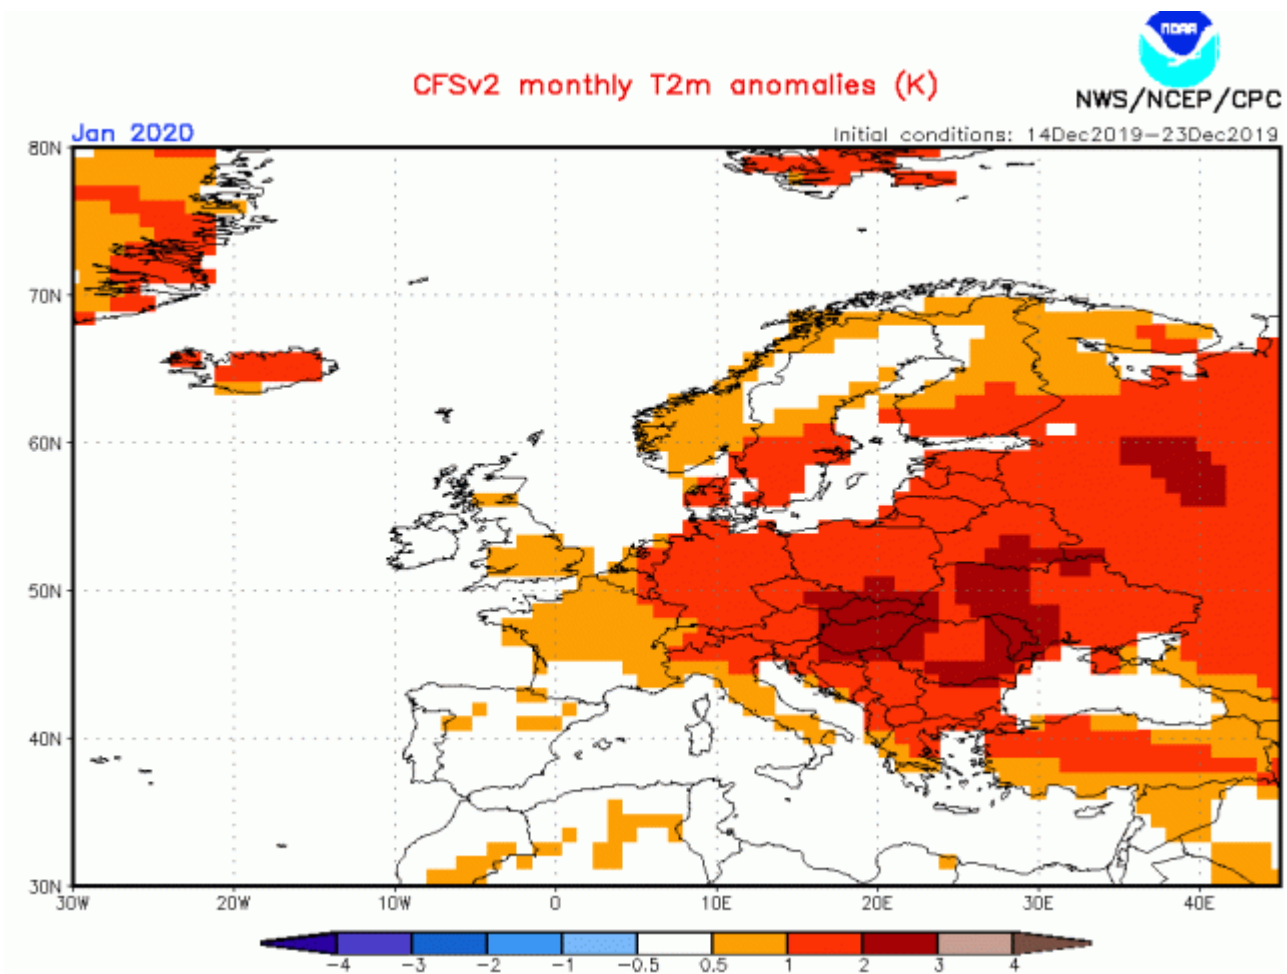 NOAA
CFSv2 monthly T2m anomalies (K)
NWS/NCEP/CPC
Jan 2020
Initial conditions: 14Dec2019–23Dec2019
80N
70N
60N
50N
40N
30N
30W 20W 10W 0 10E 20E 30E 40E
-4 -3 -2 -1 -0.5 0.5 1 2 3 4